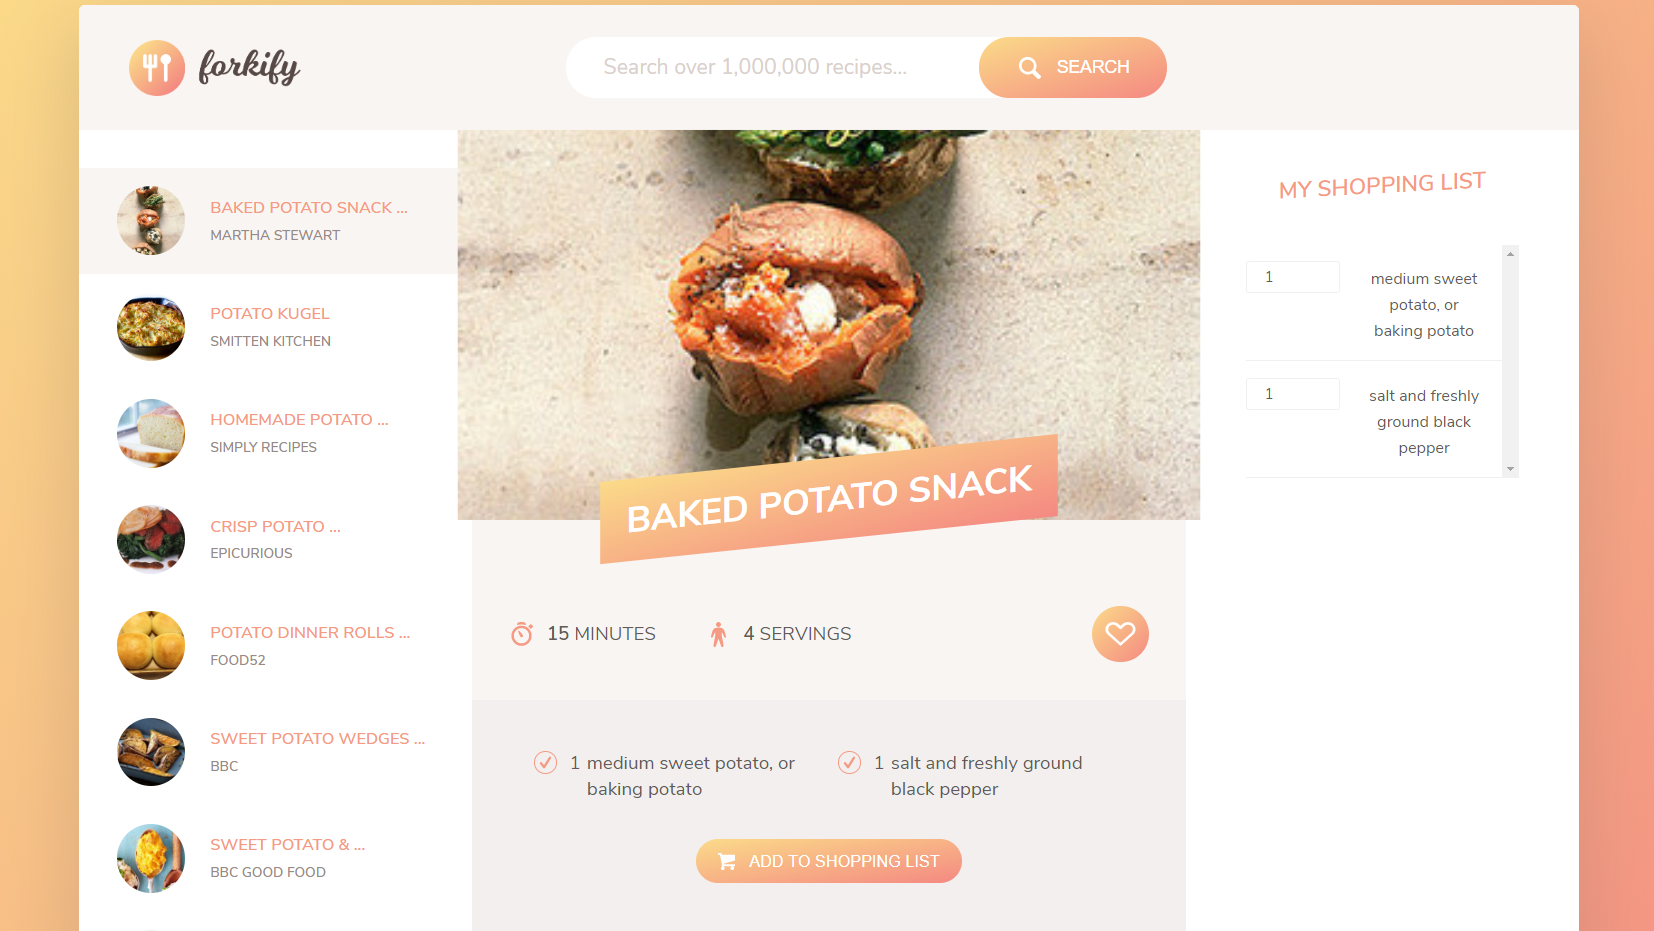 forkify
Search over 1,000,000 recipes...
SEARCH
BAKED POTATO SNACK ...
MARTHA STEWART
POTATO KUGEL
SMITTEN KITCHEN
HOMEMADE POTATO ...
SIMPLY RECIPES
CRISP POTATO ...
EPICURIOUS
POTATO DINNER ROLLS ...
FOOD52
SWEET POTATO WEDGES ...
BBC
SWEET POTATO & ...
BBC GOOD FOOD
BAKED POTATO SNACK
15 MINUTES
4 SERVINGS
1 medium sweet potato, or
baking potato
1 salt and freshly ground
black pepper
ADD TO SHOPPING LIST
MY SHOPPING LIST
1
medium sweet
potato, or
baking potato
1
salt and freshly
ground black
pepper